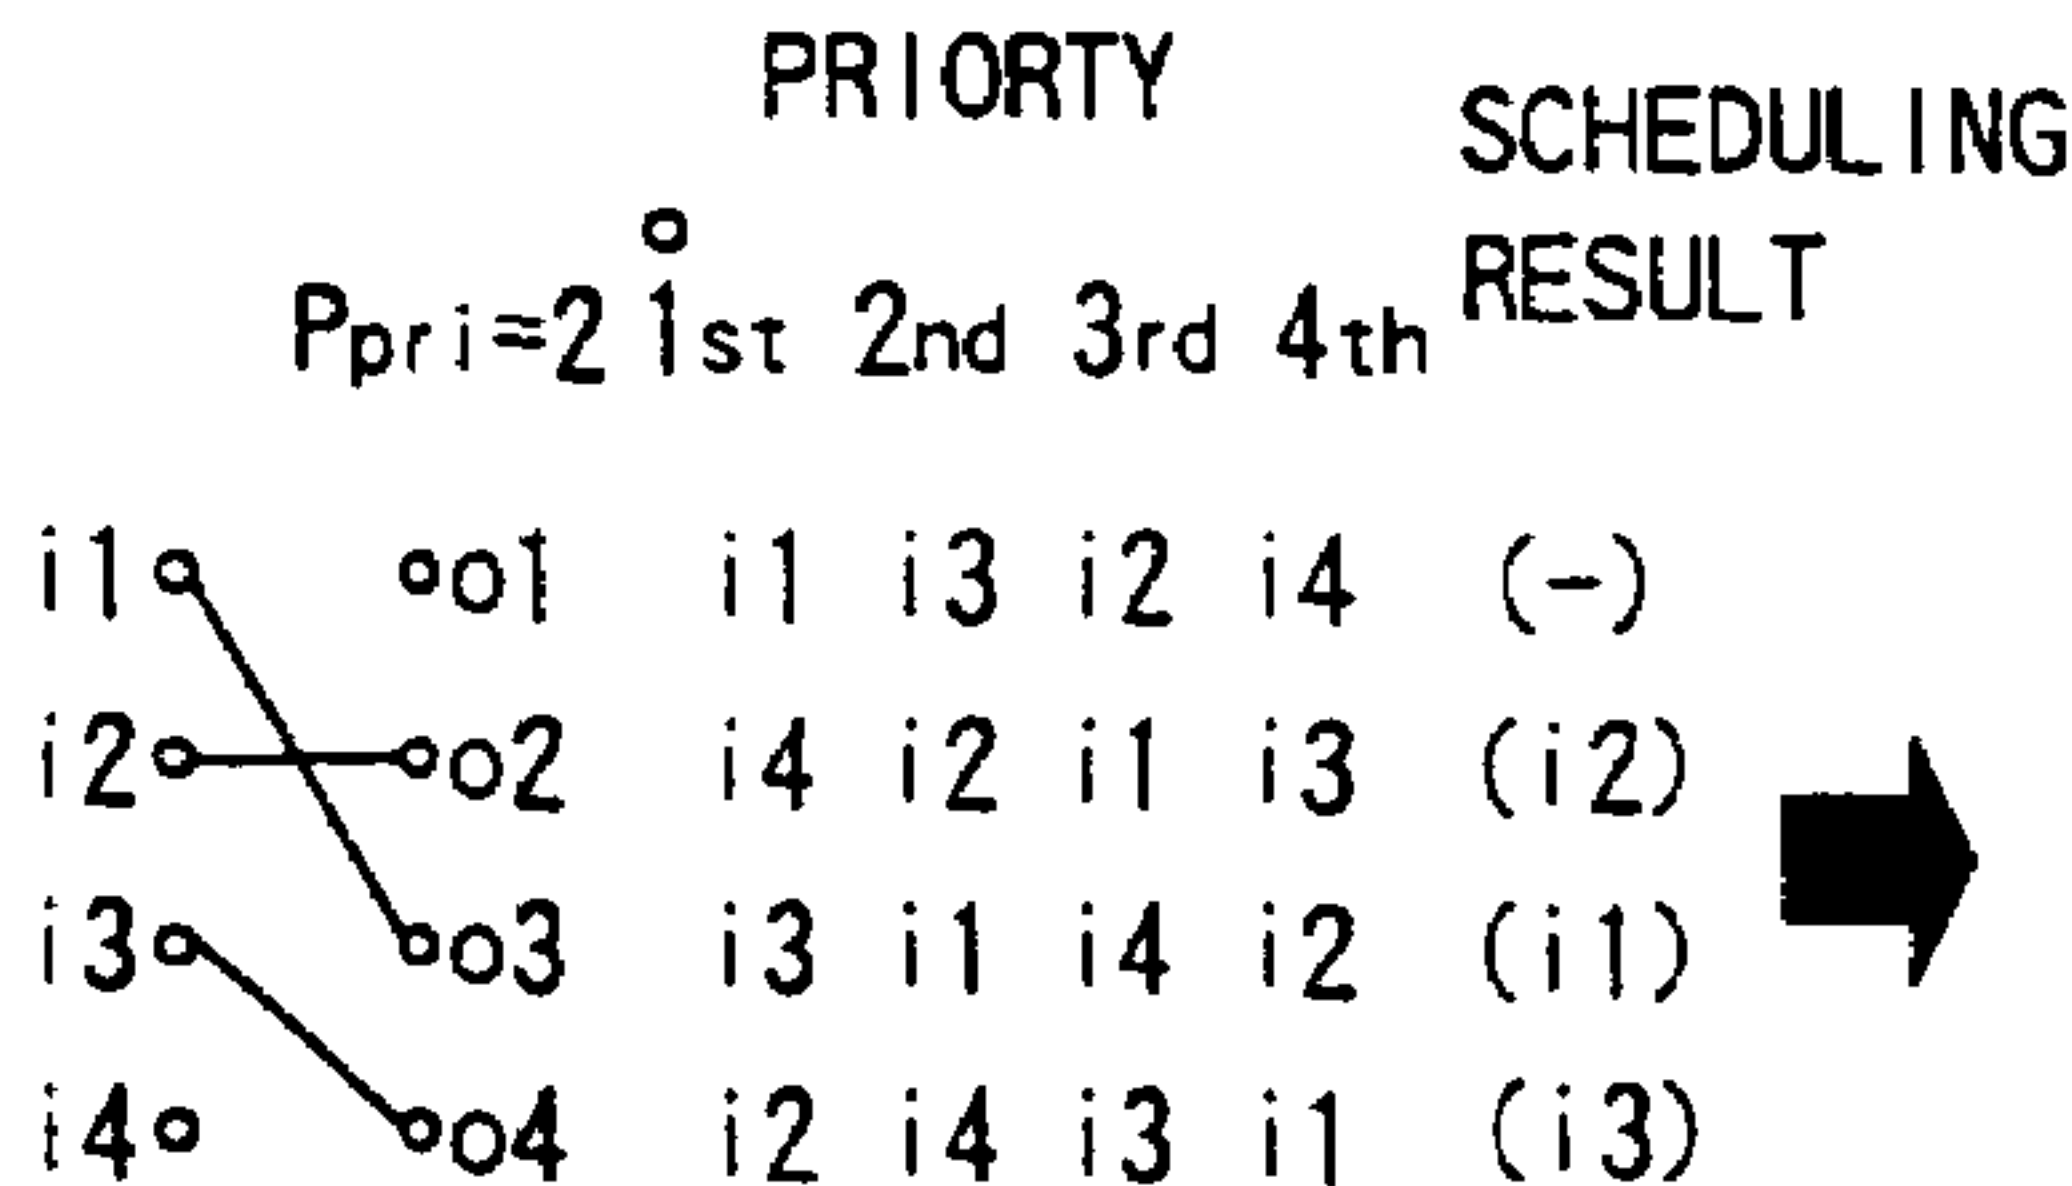 PRIORTY
SCHEDULING
RESULT
Ppri=2 1st 2nd 3rd 4th
i1 o1 i1 i3 i2 i4 (-)
i2 o2 i4 i2 i1 i3 (i2)
i3 o3 i3 i1 i4 i2 (i1)
i4 o4 i2 i4 i3 i1 (i3)